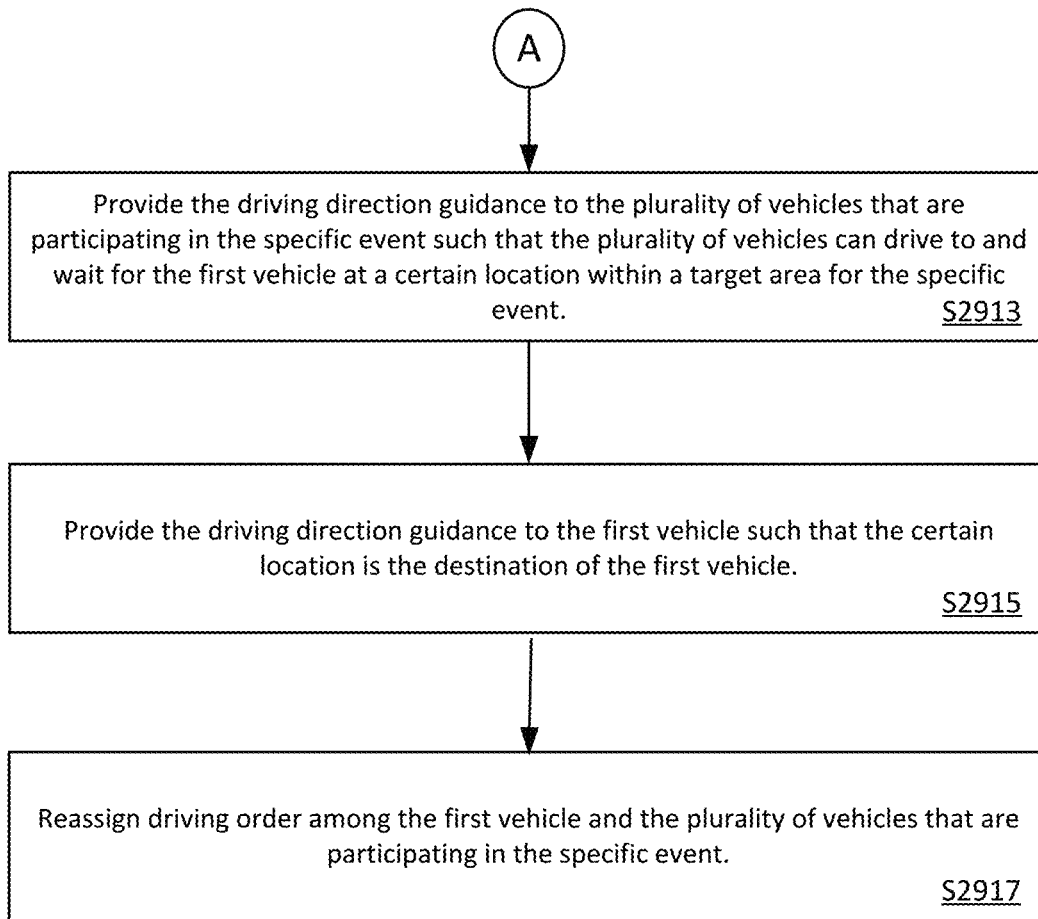 A
Provide the driving direction guidance to the plurality of vehicles that are
participating in the specific event such that the plurality of vehicles can drive to and
wait for the first vehicle at a certain location within a target area for the specific
event.
S2913
Provide the driving direction guidance to the first vehicle such that the certain
location is the destination of the first vehicle.
S2915
Reassign driving order among the first vehicle and the plurality of vehicles that are
participating in the specific event.
S2917